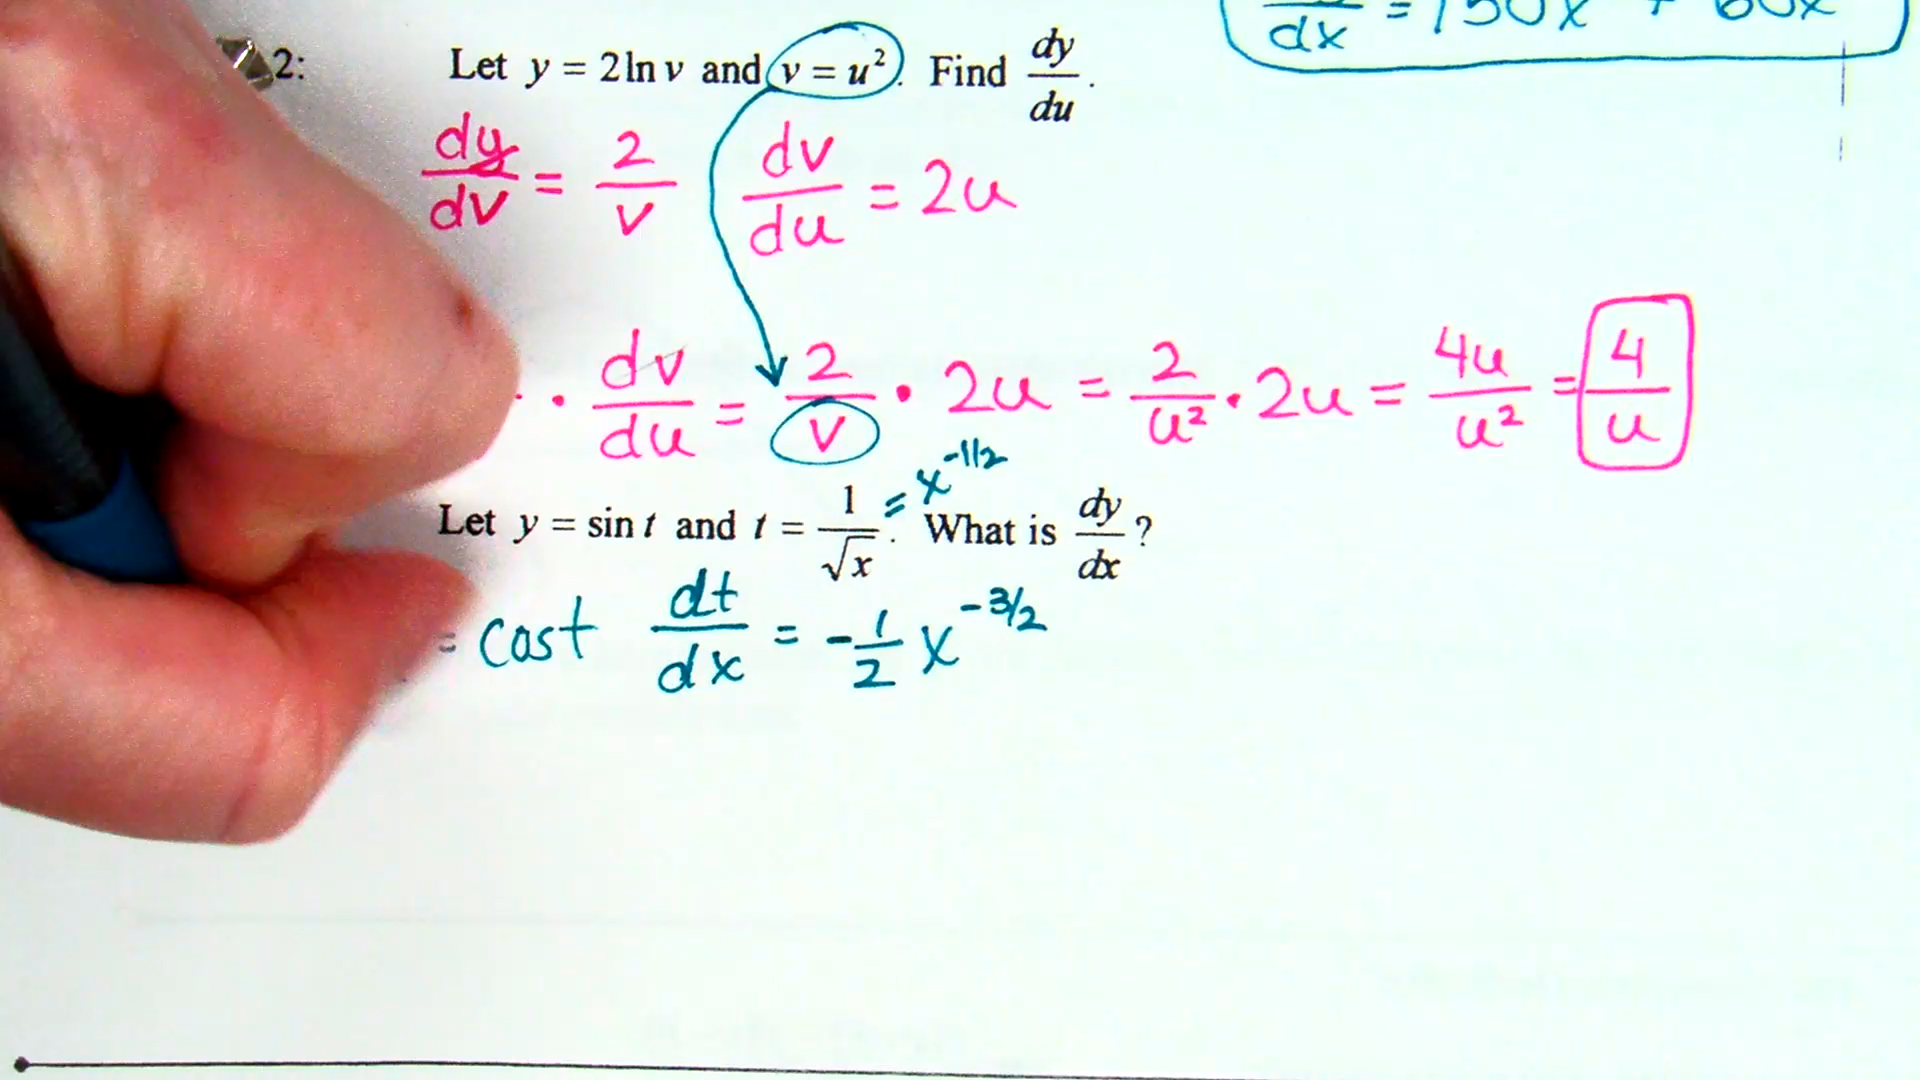 dx = 150x + 60x
2: Let y = 2 ln v and v = u². Find dy/du.
dy/dv = 2/v dv/du = 2u
· dv/du = 2/v · 2u = 2/u² · 2u = 4u/u² = 4/u
Let y = sin t and t = 1/√x = x^-1/2. What is dy/dx?
= cos t dt/dx = -1/2 x^-3/2